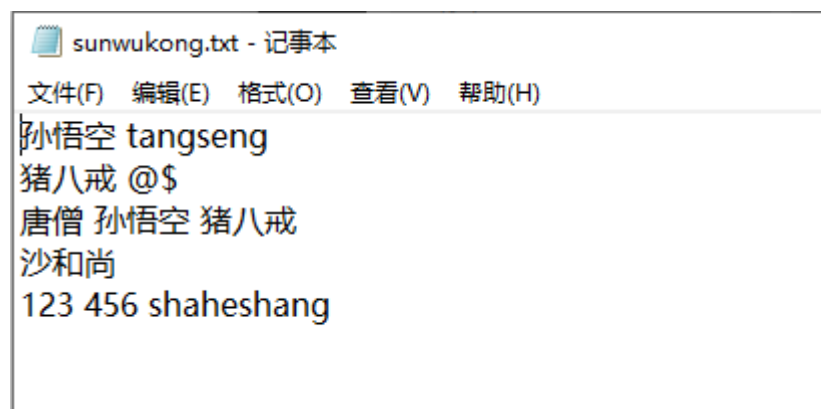 sunwukong.txt - 记事本
文件(F) 编辑(E) 格式(O) 查看(V) 帮助(H)
孙悟空 tangseng
猪八戒 @$
唐僧 孙悟空 猪八戒
沙和尚
123 456 shaheshang